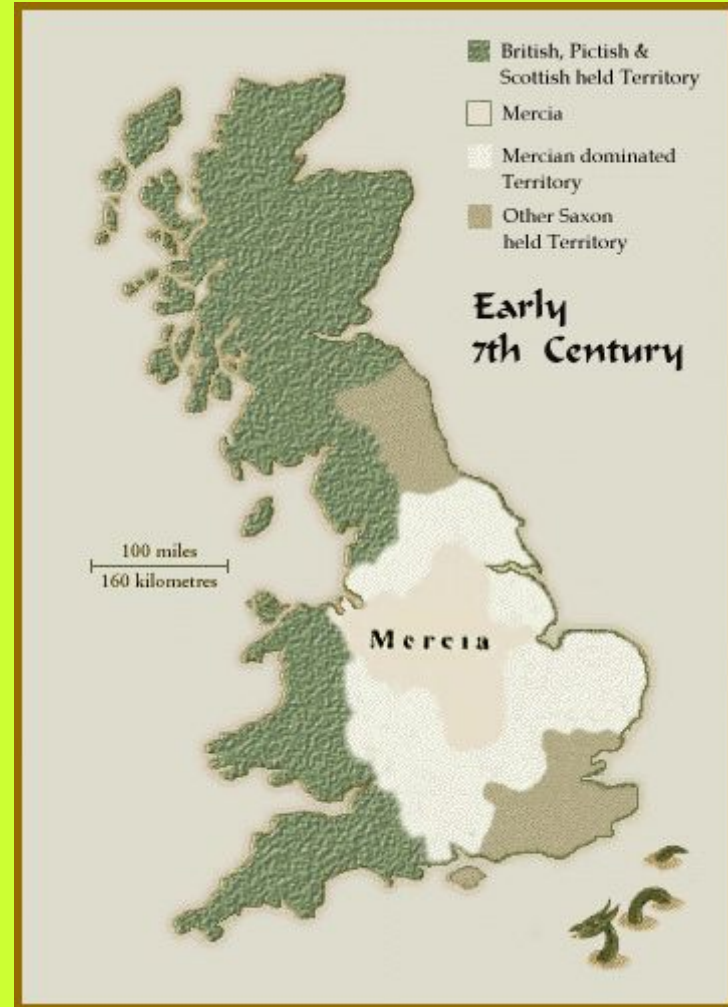 British, Pictish &
Scottish held Territory
Mercia
Mercian dominated
Territory
Other Saxon
held Territory
Early
7th Century
100 miles
160 kilometres
Mercia